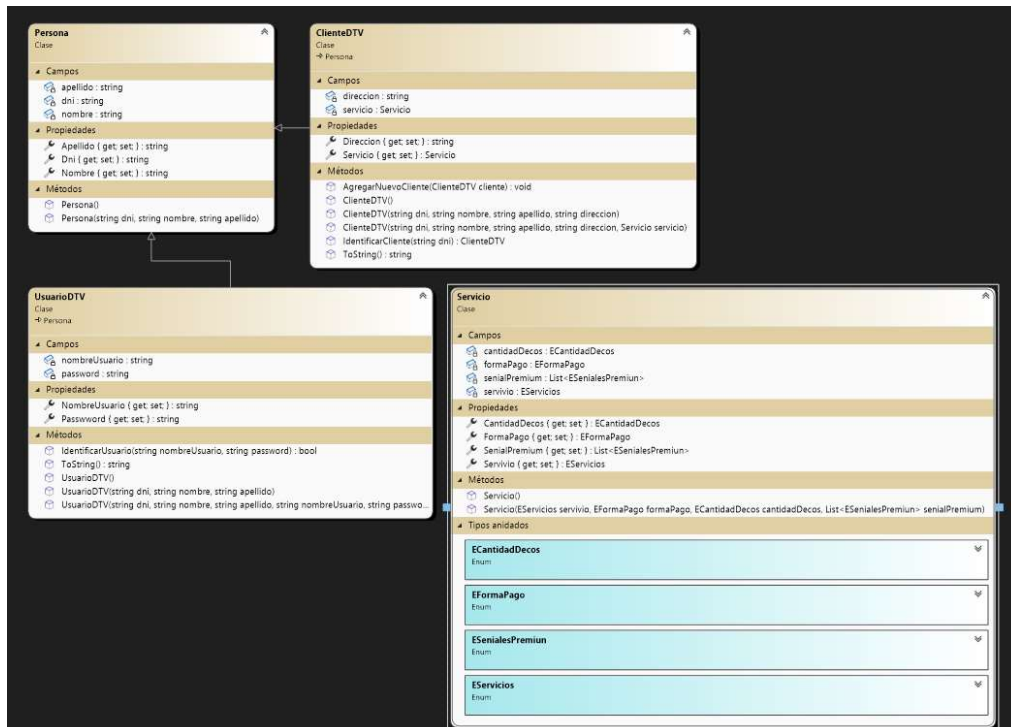 Persona
Clase
Campos
apellido : string
dni : string
nombre : string
Propiedades
Apellido { get; set; } : string
Dni { get; set; } : string
Nombre { get; set; } : string
Métodos
Persona()
Persona(string dni, string nombre, string apellido)
ClienteDTV
Clase
Persona
Campos
direccion : string
servicio : Servicio
Propiedades
Direccion { get; set; } : string
Servicio { get; set; } : Servicio
Métodos
AgregarNuevoCliente(ClienteDTV cliente) : void
ClienteDTV()
ClienteDTV(string dni, string nombre, string apellido, string direccion)
ClienteDTV(string dni, string nombre, string apellido, string direccion, Servicio servicio)
IdentificarCliente(string dni) : ClienteDTV
ToString() : string
UsuarioDTV
Clase
Persona
Campos
nombreUsuario : string
password : string
Propiedades
NombreUsuario { get; set; } : string
Passwword { get; set; } : string
Métodos
IdentificarUsuario(string nombreUsuario, string password) : bool
ToString() : string
UsuarioDTV()
UsuarioDTV(string dni, string nombre, string apellido)
UsuarioDTV(string dni, string nombre, string apellido, string nombreUsuario, string passwo...
Servicio
Clase
Campos
cantidadDecos : ECantidadDecos
formaPago : EFormaPago
senialPremium : List<ESenialesPremiun>
servivio : EServicios
Propiedades
CantidadDecos { get; set; } : ECantidadDecos
FormaPago { get; set; } : EFormaPago
SenialPremium { get; set; } : List<ESenialesPremiun>
Servivio { get; set; } : EServicios
Métodos
Servicio()
Servicio(EServicios servivio, EFormaPago formaPago, ECantidadDecos cantidadDecos, List<ESenialesPremiun> senialPremium)
Tipos anidados
ECantidadDecos
Enum
EFormaPago
Enum
ESenialesPremiun
Enum
EServicios
Enum